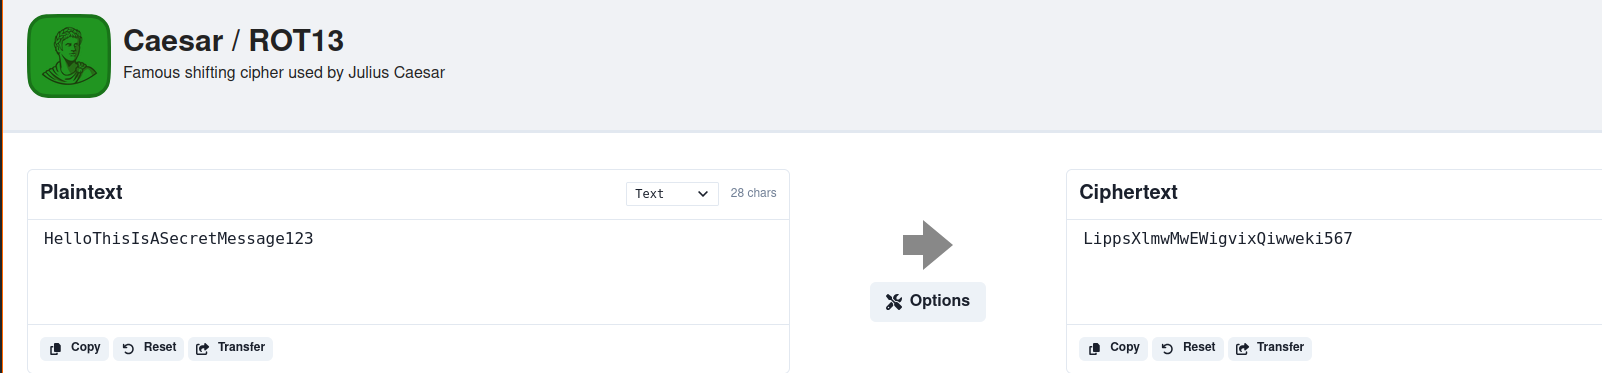 Caesar / ROT13
Famous shifting cipher used by Julius Caesar
Plaintext
Text
28 chars
HelloThisIsASecretMessage123
Copy
Reset
Transfer
Options
Ciphertext
LippsXlmwMwEWigvixQiwweki567
Copy
Reset
Transfer